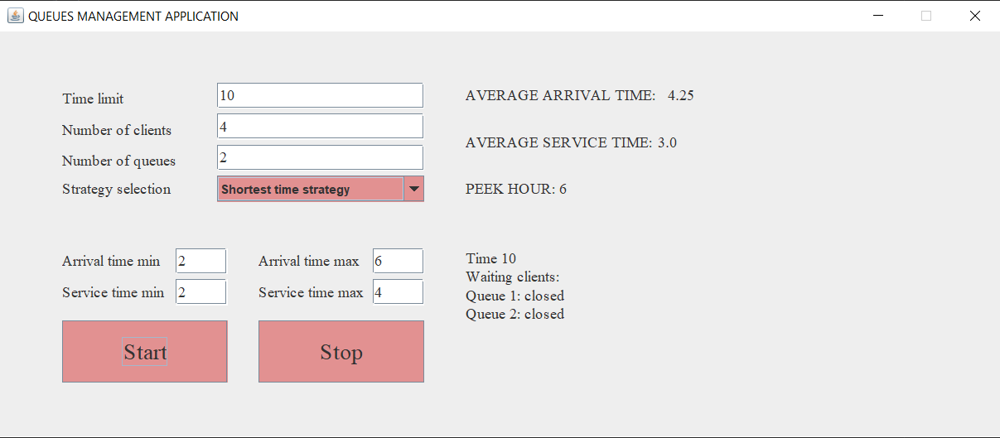 QUEUES MANAGEMENT APPLICATION
Time limit 10
Number of clients 4
Number of queues 2
Strategy selection Shortest time strategy
AVERAGE ARRIVAL TIME: 4.25
AVERAGE SERVICE TIME: 3.0
PEEK HOUR: 6
Arrival time min 2 Arrival time max 6
Service time min 2 Service time max 4
Start Stop
Time 10
Waiting clients:
Queue 1: closed
Queue 2: closed